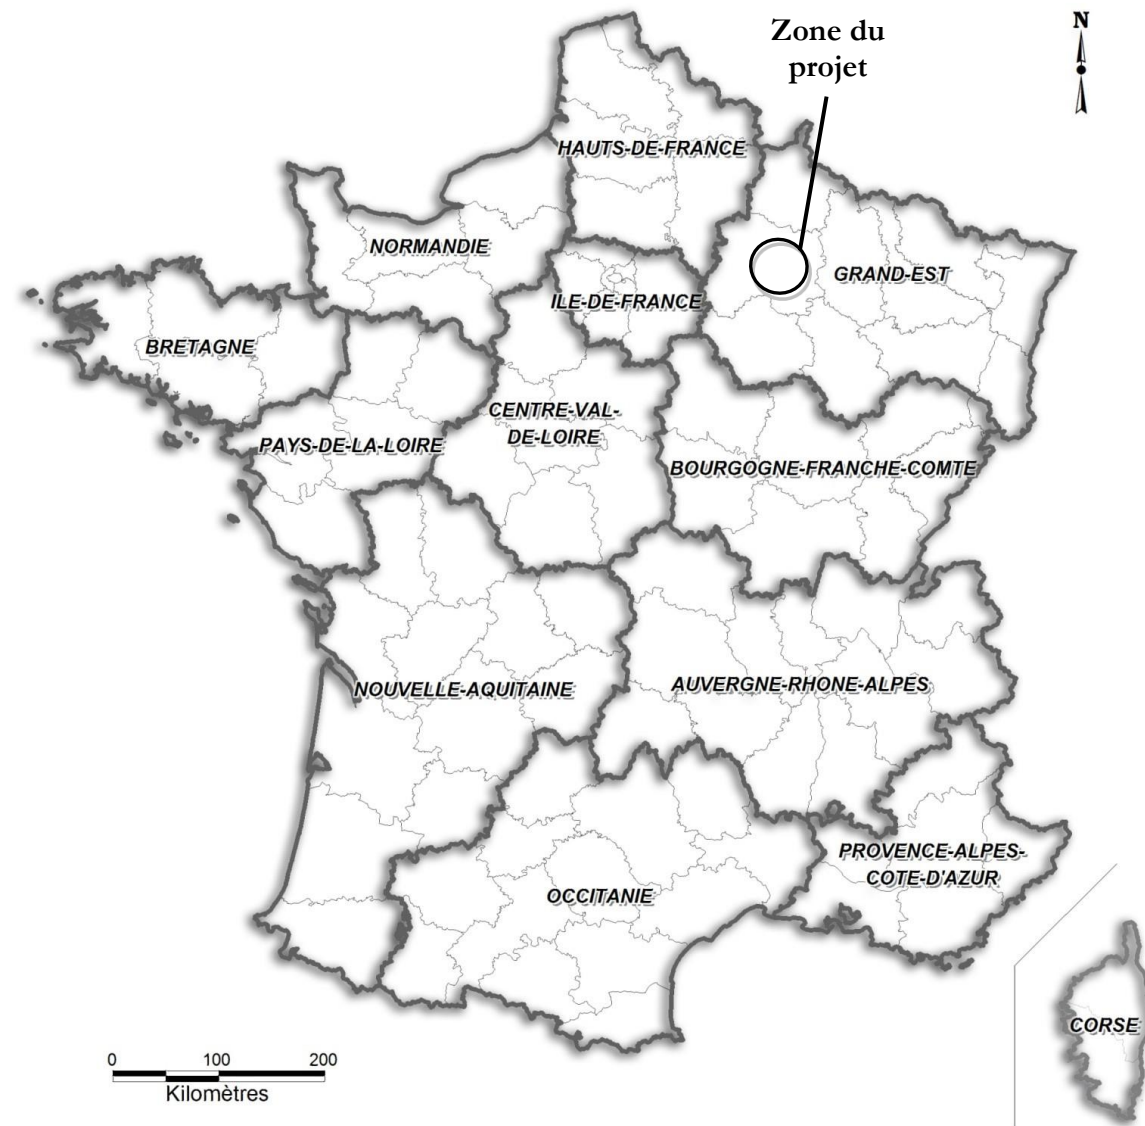 Zone du
projet
N
HAUTS-DE-FRANCE
NORMANDIE
GRAND-EST
ILE-DE-FRANCE
BRETAGNE
CENTRE-VAL-
DE-LOIRE
PAYS-DE-LA-LOIRE
BOURGOGNE-FRANCHE-COMTE
NOUVELLE-AQUITAINE
AUVERGNE-RHONE-ALPES
PROVENCE-ALPES-
COTE-D'AZUR
OCCITANIE
CORSE
0 100 200
Kilomètres